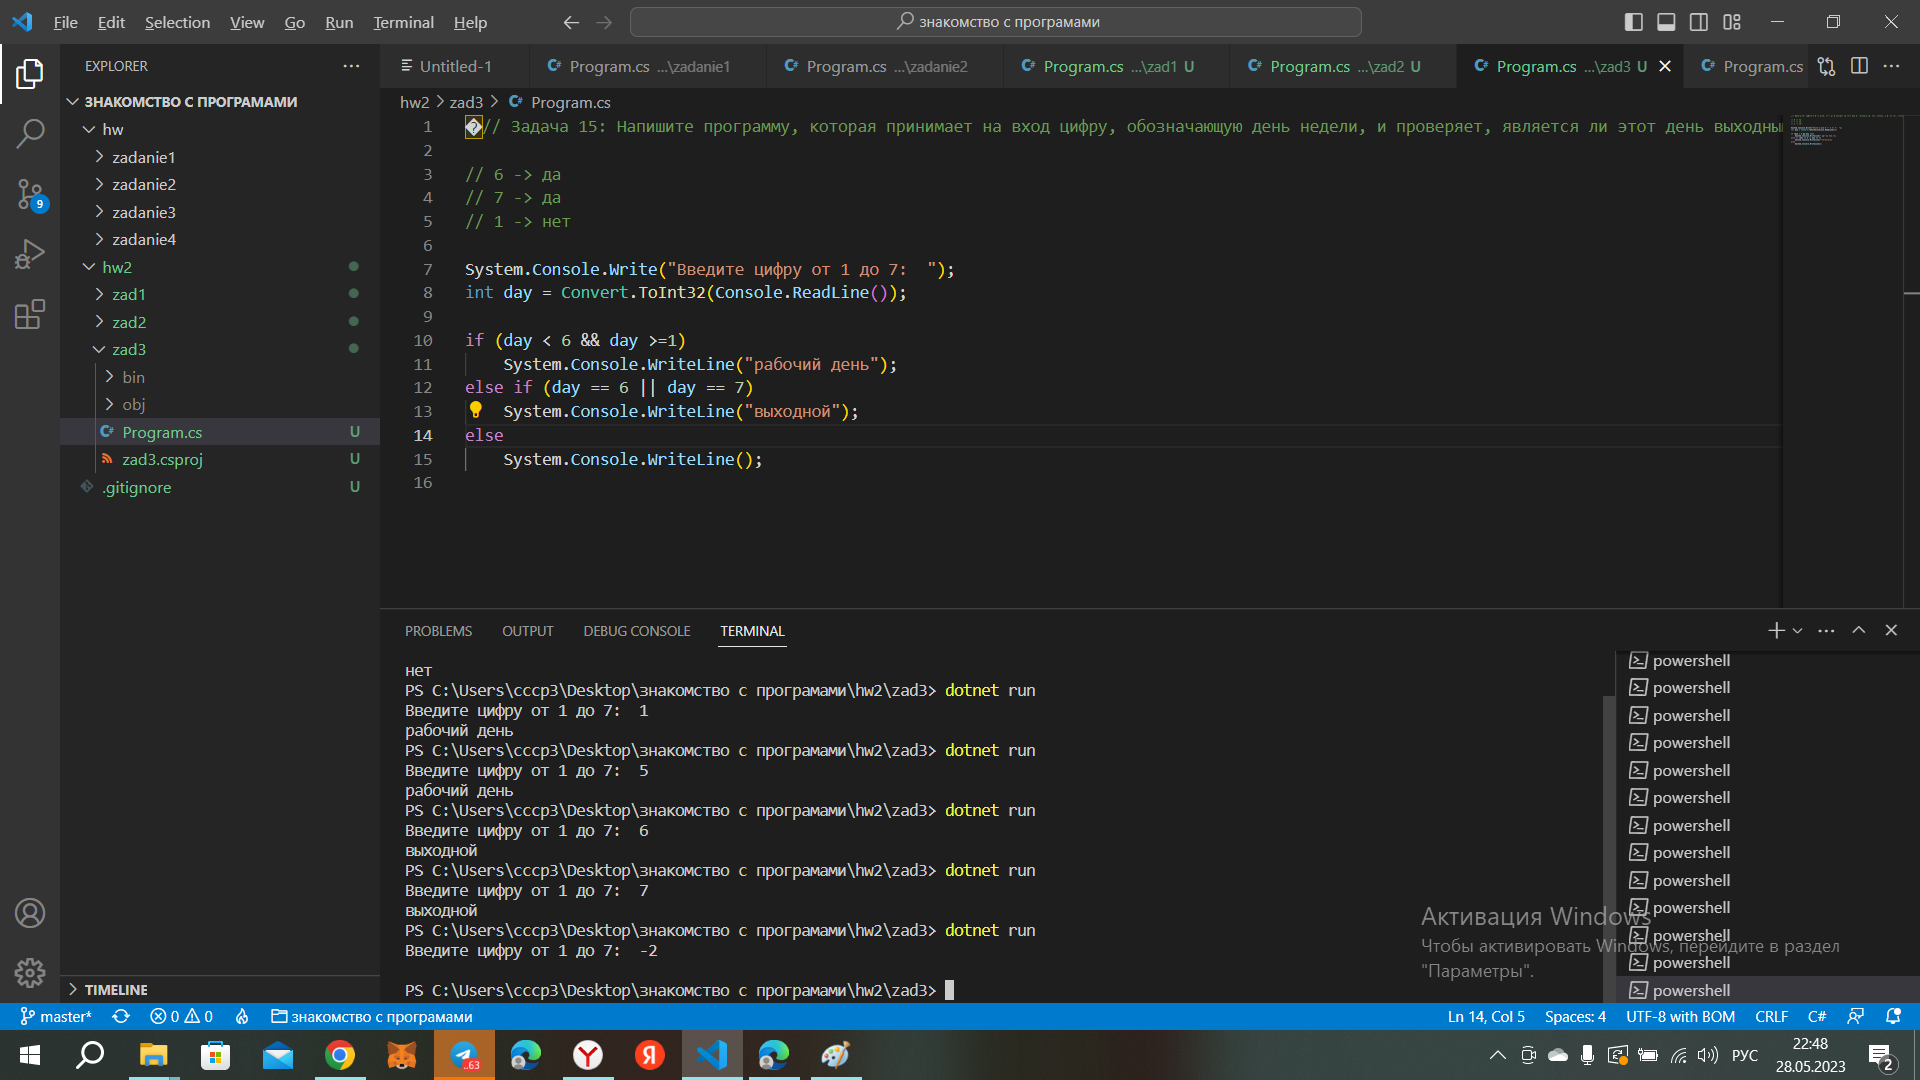 File Edit Selection View Go Run Terminal Help
знакомство с програмами
EXPLORER
Untitled-1
Program.cs ...\zadanie1
Program.cs ...\zadanie2
Program.cs ...\zad1 U
Program.cs ...\zad2 U
Program.cs ...\zad3 U
Program.cs
ЗНАКОМСТВО С ПРОГРАМАМИ
hw
zadanie1
zadanie2
zadanie3
zadanie4
hw2
zad1
zad2
zad3
bin
obj
Program.cs U
zad3.csproj U
.gitignore U
TIMELINE
9
hw2 > zad3 > Program.cs
1 �// Задача 15: Напишите программу, которая принимает на вход цифру, обозначающую день недели, и проверяет, является ли этот день выходны
2
3 // 6 -> да
4 // 7 -> да
5 // 1 -> нет
6
7 System.Console.Write("Введите цифру от 1 до 7:  ");
8 int day = Convert.ToInt32(Console.ReadLine());
9
10 if (day < 6 && day >=1)
11 System.Console.WriteLine("рабочий день");
12 else if (day == 6 || day == 7)
13 System.Console.WriteLine("выходной");
14 else
15 System.Console.WriteLine();
16
PROBLEMS OUTPUT DEBUG CONSOLE TERMINAL
нет
PS C:\Users\cccp3\Desktop\знакомство с програмами\hw2\zad3> dotnet run
Введите цифру от 1 до 7:  1
рабочий день
PS C:\Users\cccp3\Desktop\знакомство с програмами\hw2\zad3> dotnet run
Введите цифру от 1 до 7:  5
рабочий день
PS C:\Users\cccp3\Desktop\знакомство с програмами\hw2\zad3> dotnet run
Введите цифру от 1 до 7:  6
выходной
PS C:\Users\cccp3\Desktop\знакомство с програмами\hw2\zad3> dotnet run
Введите цифру от 1 до 7:  7
выходной
PS C:\Users\cccp3\Desktop\знакомство с програмами\hw2\zad3> dotnet run
Введите цифру от 1 до 7:  -2
PS C:\Users\cccp3\Desktop\знакомство с програмами\hw2\zad3>
powershell
powershell
powershell
powershell
powershell
powershell
powershell
powershell
powershell
powershell
powershell
powershell
powershell
Активация Windows
Чтобы активировать Windows, перейдите в раздел
"Параметры".
master* 0 0 знакомство с програмами Ln 14, Col 5 Spaces: 4 UTF-8 with BOM CRLF C#
..63
РУС
22:48
28.05.2023
2